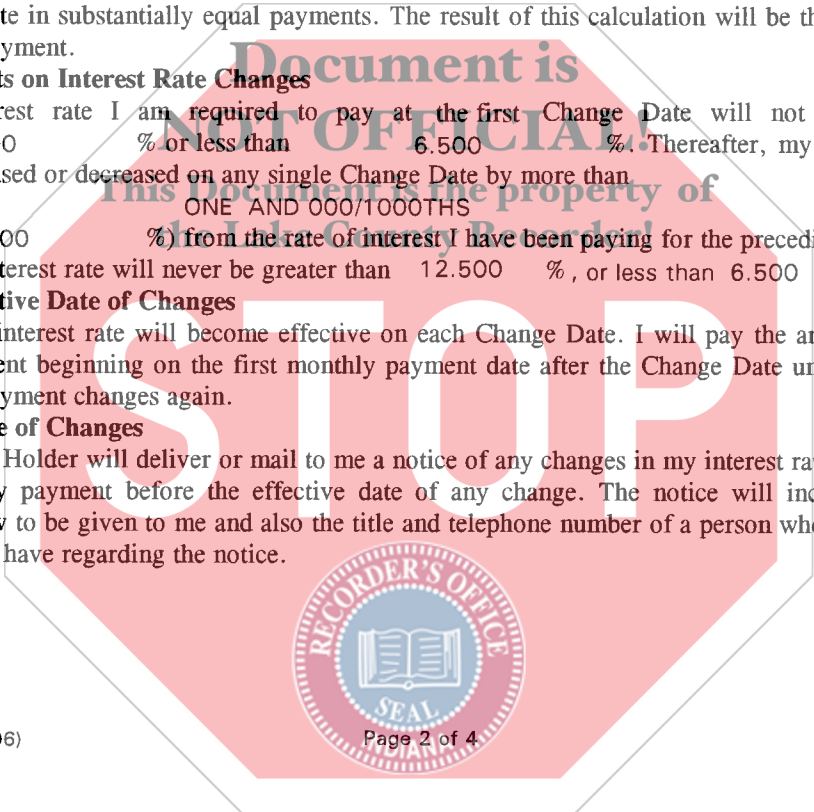 te in substantially equal payments. The result of this calculation will be th
yment.
Document is
ts on Interest Rate Changes
rest rate I am required to pay at the first Change Date will not
NOT OFFICIAL!
0 % or less than 6.500 %. Thereafter, my
sed or decreased on any single Change Date by more than
This Document is the property of
ONE AND 000/1000THS
the Lake County Recorder!
00 %) from the rate of interest I have been paying for the precedi
terest rate will never be greater than 12.500 %, or less than 6.500
tive Date of Changes
interest rate will become effective on each Change Date. I will pay the a
ent beginning on the first monthly payment date after the Change Date un
yment changes again.
STOP
e of Changes
Holder will deliver or mail to me a notice of any changes in my interest ra
y payment before the effective date of any change. The notice will inc
to be given to me and also the title and telephone number of a person wh
have regarding the notice.
RECORDER'S OFFICE
SEAL
INDIANA
6) Page 2 of 4